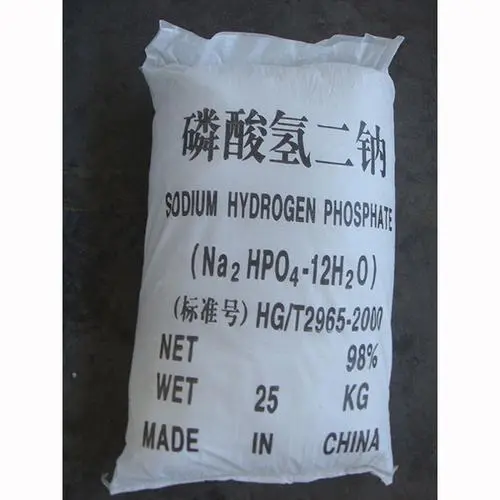 磷酸氢二钠
SODIUM HYDROGEN PHOSPHATE
(Na₂ HPO₄-12H₂O)
(标准号) HG/T2965-2000
NET 98%
WET 25 KG
MADE IN CHINA